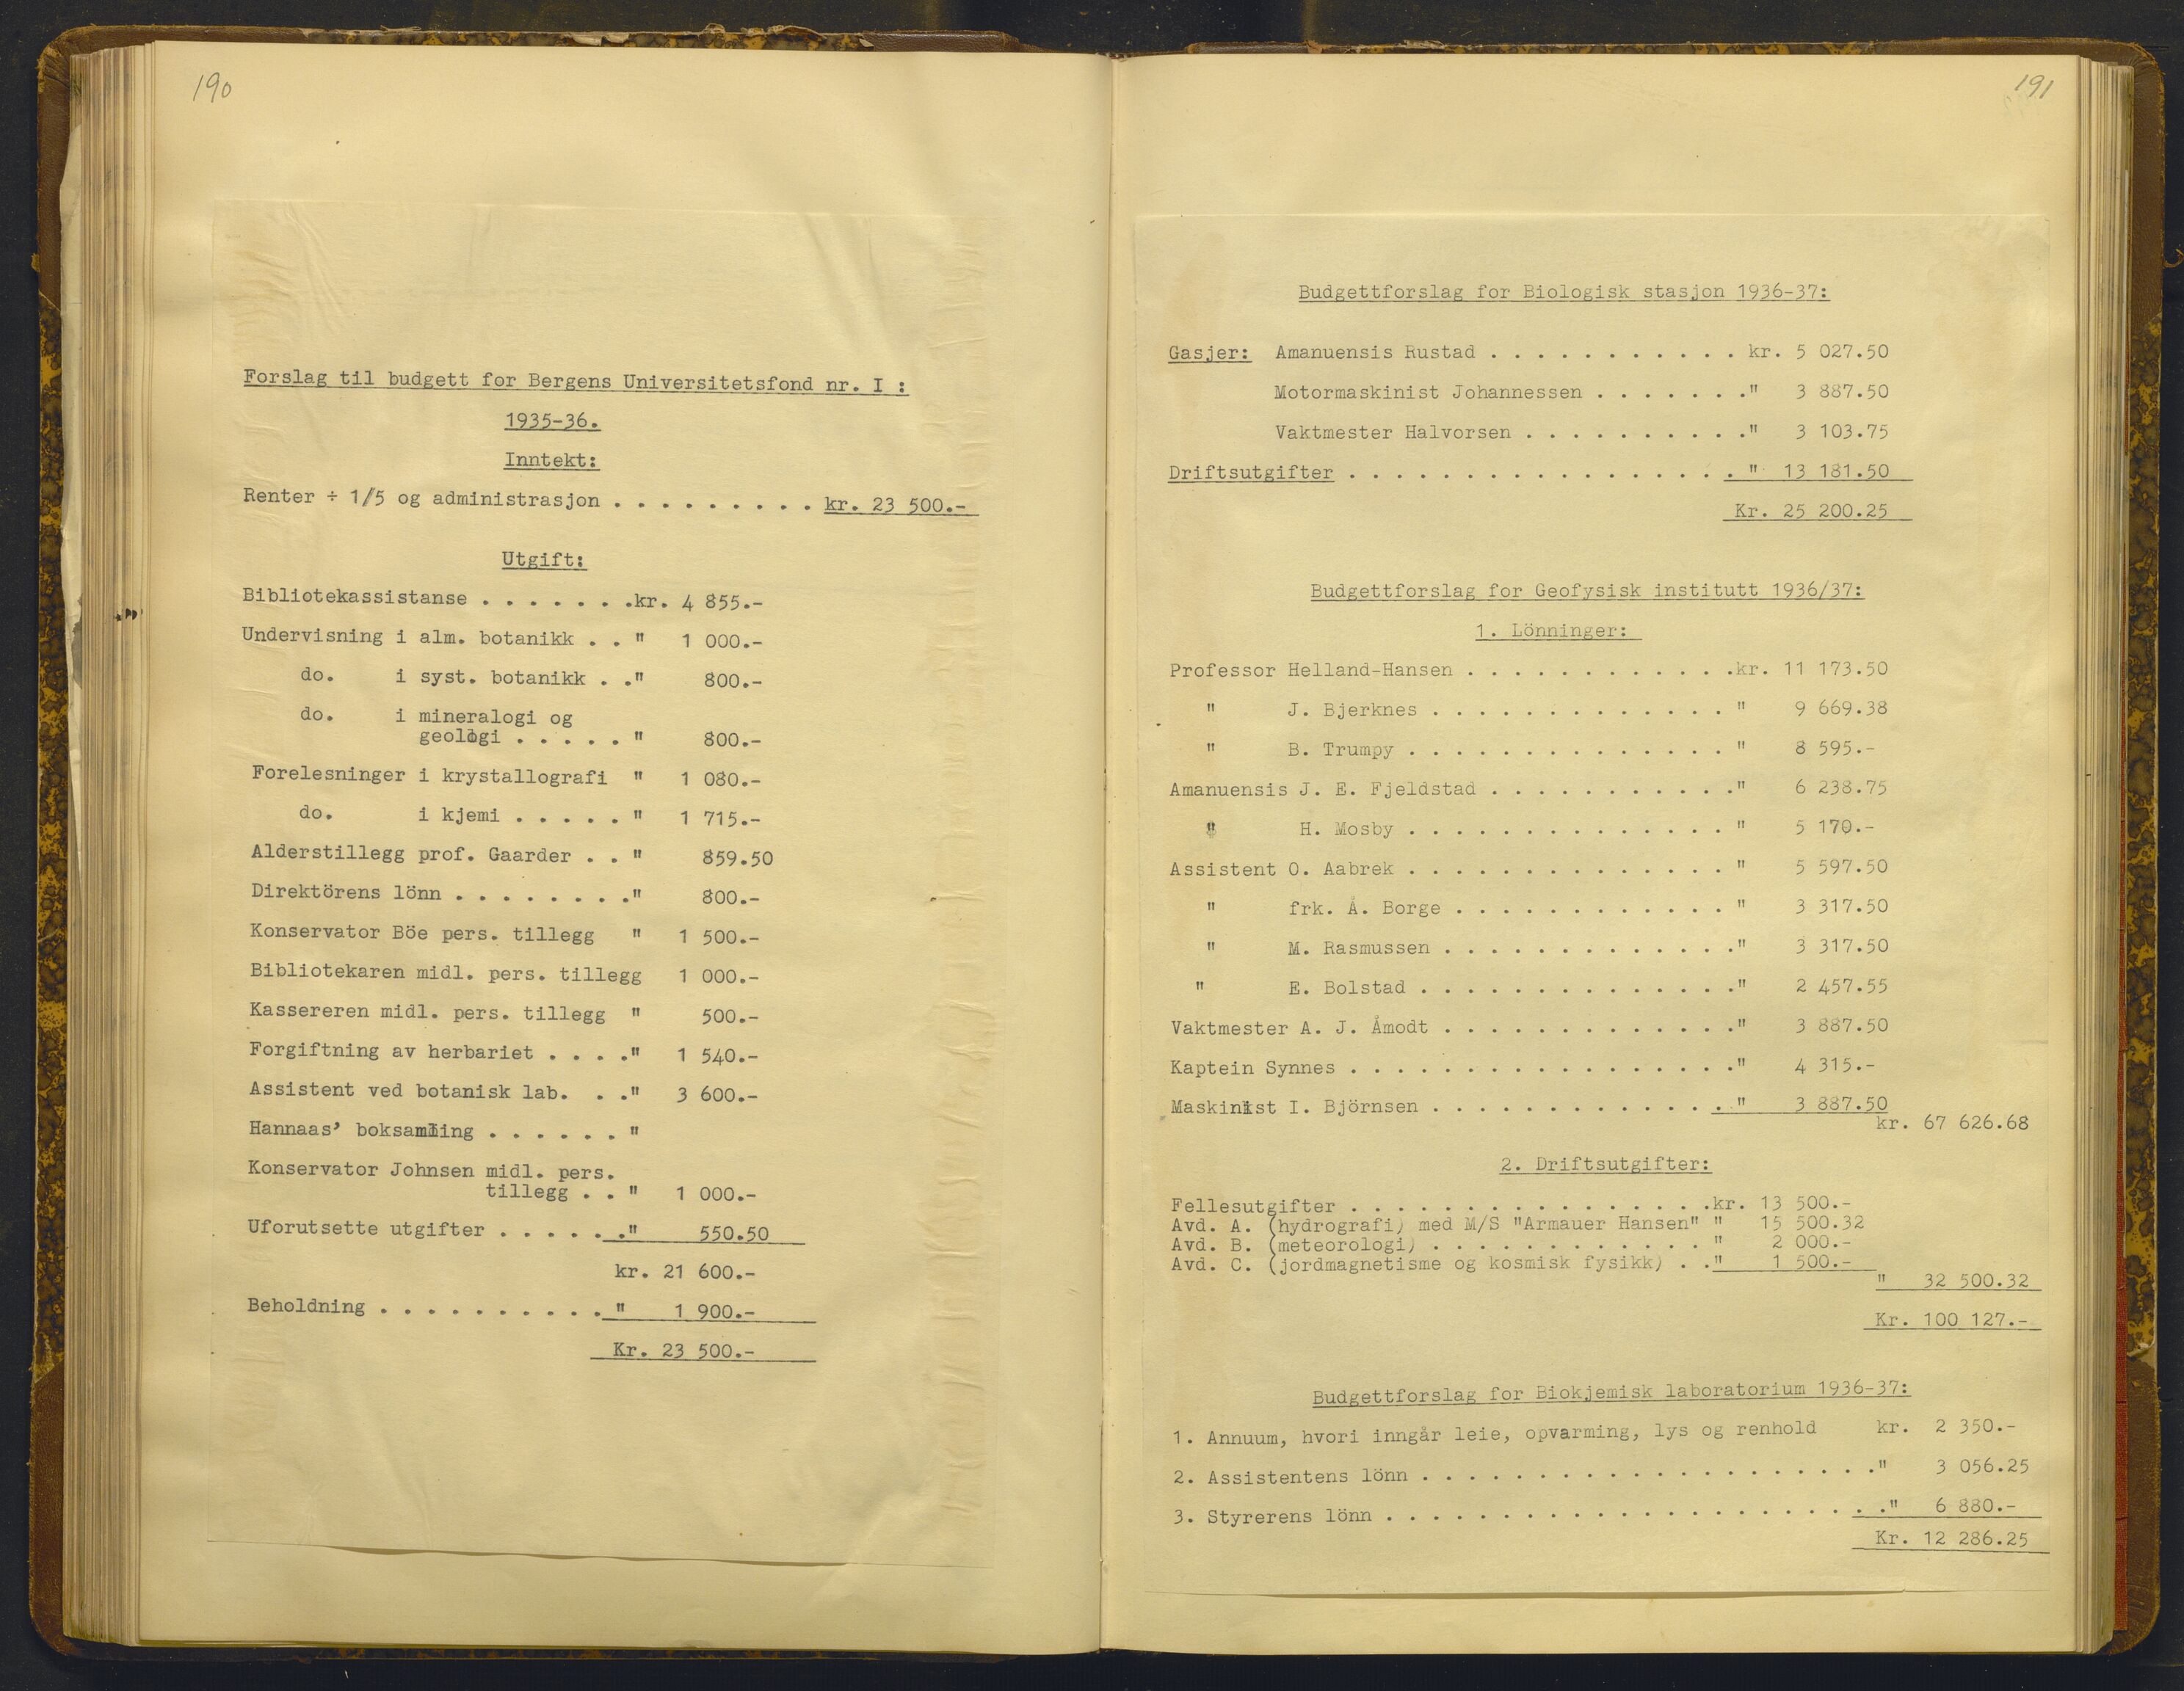 190
Forslag til budgett for Bergens Universitetsfond nr. I :
1935-36.
Inntekt:
Renter ÷ 1/5 og administrasjon . . . . . . . . . kr. 23 500.-
Utgift:
Bibliotekassistanse . . . . . . .kr. 4 855.-
Undervisning i alm. botanikk . . " 1 000.-
do. i syst. botanikk . ." 800.-
do. i mineralogi og
geologi . . . . . " 800.-
Forelesninger i krystallografi " 1 080.-
do. i kjemi . . . . . " 1 715.-
Alderstillegg prof. Gaarder . . " 859.50
Direktörens lönn . . . . . . . ." 800.-
Konservator Böe pers. tillegg " 1 500.-
Bibliotekaren midl. pers. tillegg 1 000.-
Kassereren midl. pers. tillegg " 500.-
Forgiftning av herbariet . . . ." 1 540.-
Assistent ved botanisk lab. . ." 3 600.-
Hannaas' boksamling . . . . . . "
Konservator Johnsen midl. pers.
tillegg . . " 1 000.-
Uforutsette utgifter . . . . . ." 550.50
kr. 21 600.-
Beholdning . . . . . . . . . . " 1 900.-
Kr. 23 500.-
191
Budgettforslag for Biologisk stasjon 1936-37:
Gasjer: Amanuensis Rustad . . . . . . . . . . . kr. 5 027.50
Motormaskinist Johannessen . . . . . . ." 3 887.50
Vaktmester Halvorsen . . . . . . . . . ." 3 103.75
Driftsutgifter . . . . . . . . . . . . . . . . . " 13 181.50
Kr. 25 200.25
Budgettforslag for Geofysisk institutt 1936/37:
1. Lönninger:
Professor Helland-Hansen . . . . . . . . . . . .kr. 11 173.50
" J. Bjerknes . . . . . . . . . . . . . " 9 669.38
" B. Trumpy . . . . . . . . . . . . . . " 8 595.-
Amanuensis J. E. Fjeldstad . . . . . . . . . . ." 6 238.75
" H. Mosby . . . . . . . . . . . . . . " 5 170.-
Assistent O. Aabrek . . . . . . . . . . . . . . " 5 597.50
" frk. Å. Borge . . . . . . . . . . . . " 3 317.50
" M. Rasmussen . . . . . . . . . . . . ." 3 317.50
" E. Bolstad . . . . . . . . . . . . . ." 2 457.55
Vaktmester A. J. Åmodt . . . . . . . . . . . . ." 3 887.50
Kaptein Synnes . . . . . . . . . . . . . . . . ." 4 315.-
Maskinist I. Björnsen . . . . . . . . . . . . . " 3 887.50
kr. 67 626.68
2. Driftsutgifter:
Fellesutgifter . . . . . . . . . . . . . . . .kr. 13 500.-
Avd. A. (hydrografi) med M/S "Armauer Hansen" " 15 500.32
Avd. B. (meteorologi) . . . . . . . . . . . . " 2 000.-
Avd. C. (jordmagnetisme og kosmisk fysikk) . ." 1 500.-
" 32 500.32
Kr. 100 127.-
Budgettforslag for Biokjemisk laboratorium 1936-37:
1. Annuum, hvori inngår leie, opvarming, lys og renhold kr. 2 350.-
2. Assistentens lönn . . . . . . . . . . . . . . . . . . . ." 3 056.25
3. Styrerens lönn . . . . . . . . . . . . . . . . . . . . . ." 6 880.-
Kr. 12 286.25